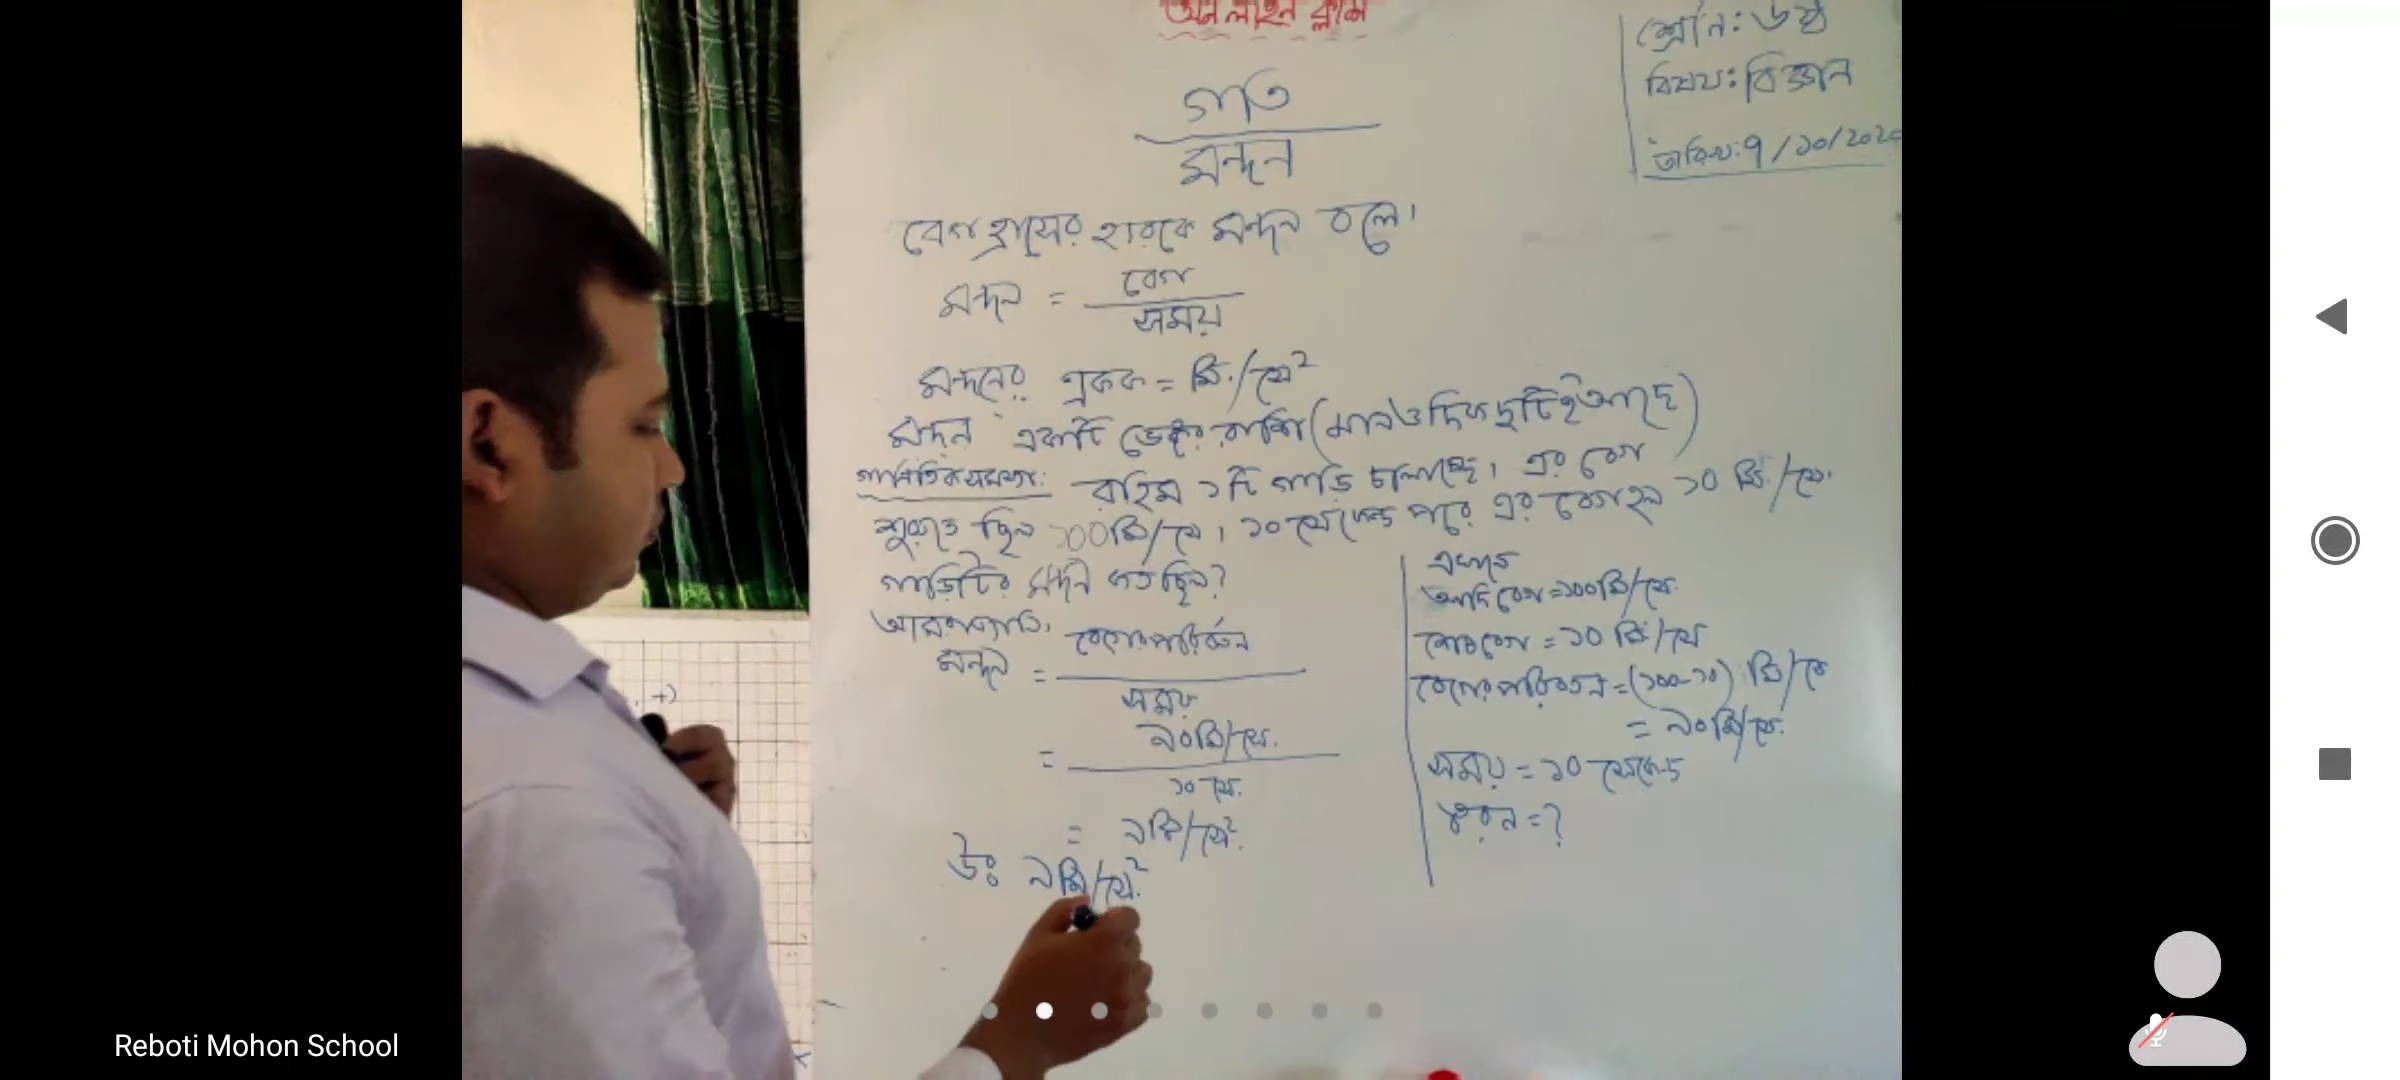 অনলাইন ক্লাস
শ্রেনি: ৬ষ্ঠ
বিষয়: বিজ্ঞান
তারিখ: ৭/১০/২০২০
গতি
মন্দন
বেগ হ্রাসের হারকে মন্দন বলে।
মন্দন = বেগ
সময়
মন্দনের একক = মি./সে²
মন্দন একটি ভেক্টর রাশি (মান ও দিক দুটিই আছে)
গানিতিক সমস্যা: রহিম ১টি গাড়ি চালাচ্ছে। এর বেগ
শুরুতে ছিল ১০০মি/সে। ১০ সেকেন্ড পরে এর বেগ হল ১০ মি./সে.
গাড়িটির মন্দন কত ছিল?
আমরা জানি,
মন্দন = বেগের পরিবর্তন
সময়
= ৯০মি/সে.
১০ সে.
= ৯মি/সে².
উঃ ৯মি/সে².
এখানে
আদি বেগ = ১০০মি/সে.
শেষ বেগ = ১০ মি/সে
বেগের পরিবর্তন = (১০০-১০) মি/সে
= ৯০মি/সে.
সময় = ১০ সেকেন্ড
ত্বরন = ?
Reboti Mohon School